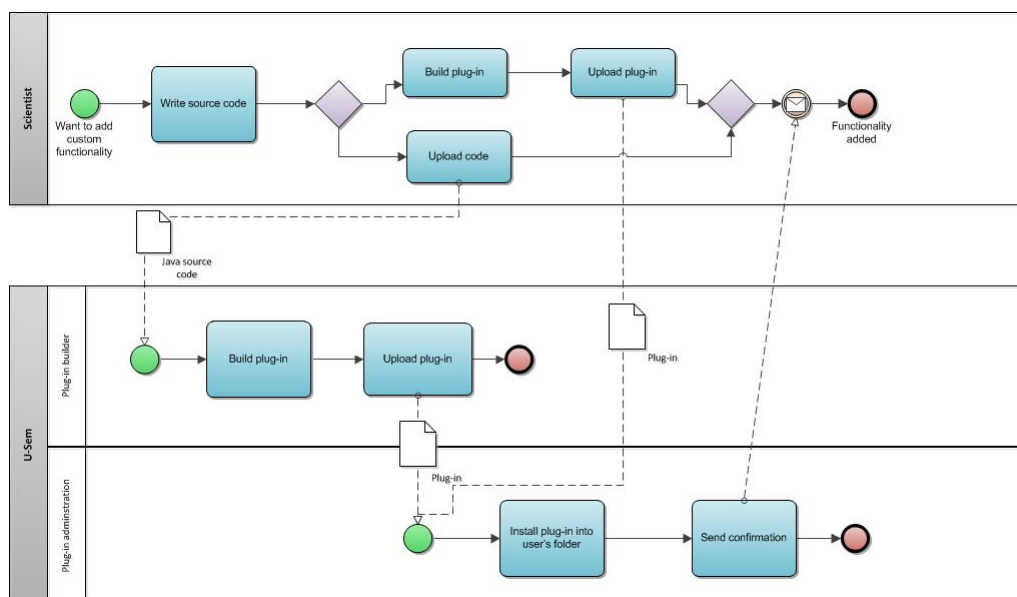 Scientist
Want to add
custom
functionality
Write source code
Build plug-in
Upload plug-in
Upload code
Functionality
added
Java source
code
U-Sem
Plug-in builder
Build plug-in
Upload plug-in
Plug-in
Plug-in
Plug-in adminstration
Install plug-in into
user's folder
Send confirmation